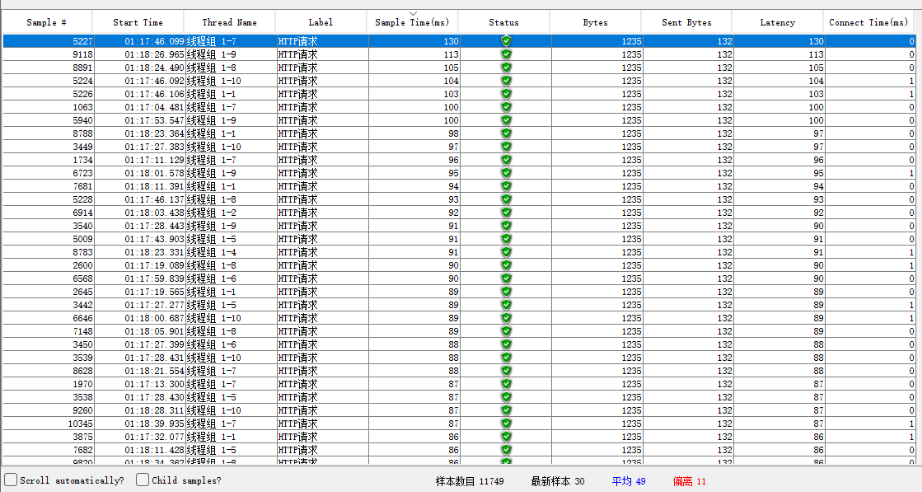 Sample # Start Time Thread Name Label Sample Time(ms) Status Bytes Sent Bytes Latency Connect Time(ms)
5227 01:17:46.099 线程组 1-7 HTTP请求 130 1235 132 130 0
9118 01:18:26.965 线程组 1-9 HTTP请求 113 1235 132 113 0
8891 01:18:24.490 线程组 1-8 HTTP请求 105 1235 132 105 0
5224 01:17:46.092 线程组 1-10 HTTP请求 104 1235 132 104 0
5226 01:17:46.106 线程组 1-1 HTTP请求 103 1235 132 103 1
1063 01:17:04.481 线程组 1-7 HTTP请求 100 1235 132 100 0
5940 01:17:53.547 线程组 1-9 HTTP请求 100 1235 132 100 0
8788 01:18:23.364 线程组 1-1 HTTP请求 98 1235 132 97 0
3449 01:17:27.383 线程组 1-10 HTTP请求 97 1235 132 97 0
1734 01:17:11.129 线程组 1-7 HTTP请求 96 1235 132 96 0
6723 01:18:01.578 线程组 1-9 HTTP请求 95 1235 132 95 1
7681 01:18:11.391 线程组 1-1 HTTP请求 94 1235 132 94 0
5228 01:17:46.137 线程组 1-8 HTTP请求 93 1235 132 93 0
6914 01:18:03.438 线程组 1-2 HTTP请求 92 1235 132 92 0
3540 01:17:28.443 线程组 1-9 HTTP请求 91 1235 132 90 0
5009 01:17:43.903 线程组 1-5 HTTP请求 91 1235 132 91 0
8783 01:18:23.331 线程组 1-4 HTTP请求 91 1235 132 91 1
2600 01:17:19.089 线程组 1-8 HTTP请求 90 1235 132 90 1
6568 01:17:59.839 线程组 1-6 HTTP请求 90 1235 132 90 0
2645 01:17:19.565 线程组 1-1 HTTP请求 89 1235 132 89 0
3442 01:17:27.277 线程组 1-5 HTTP请求 89 1235 132 89 1
6646 01:18:00.687 线程组 1-10 HTTP请求 89 1235 132 89 1
7148 01:18:05.901 线程组 1-8 HTTP请求 89 1235 132 89 0
3450 01:17:27.399 线程组 1-6 HTTP请求 88 1235 132 88 0
3539 01:17:28.431 线程组 1-10 HTTP请求 88 1235 132 88 0
8628 01:18:21.554 线程组 1-7 HTTP请求 88 1235 132 88 0
1970 01:17:13.300 线程组 1-7 HTTP请求 87 1235 132 87 0
3538 01:17:28.430 线程组 1-5 HTTP请求 87 1235 132 87 0
9260 01:18:28.311 线程组 1-10 HTTP请求 87 1235 132 87 0
10345 01:18:39.935 线程组 1-7 HTTP请求 87 1235 132 87 1
3875 01:17:32.077 线程组 1-1 HTTP请求 86 1235 132 86 0
7682 01:18:11.428 线程组 1-5 HTTP请求 86 1235 132 86 0
9820 01:18:34.362 线程组 1-8 HTTP请求 86 1235 132 86 0
Scroll automatically? Child samples? 样本数目 11749 最新样本 30 平均 49 偏离 11